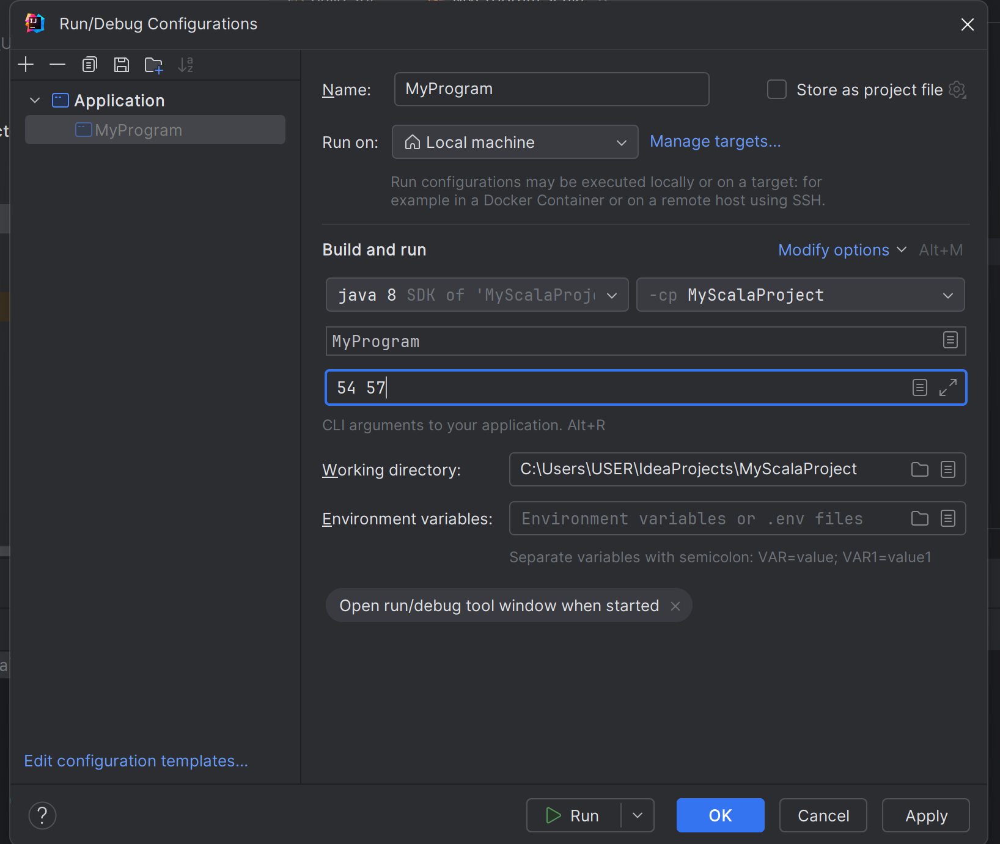 Run/Debug Configurations
Application
MyProgram
Edit configuration templates...
Name: MyProgram Store as project file
Run on: Local machine Manage targets...
Run configurations may be executed locally or on a target: for
example in a Docker Container or on a remote host using SSH.
Build and run Modify options Alt+M
java 8 SDK of 'MyScalaProj -cp MyScalaProject
MyProgram
54 57
CLI arguments to your application. Alt+R
Working directory: C:\Users\USER\IdeaProjects\MyScalaProject
Environment variables: Environment variables or .env files
Separate variables with semicolon: VAR=value; VAR1=value1
Open run/debug tool window when started
? Run OK Cancel Apply